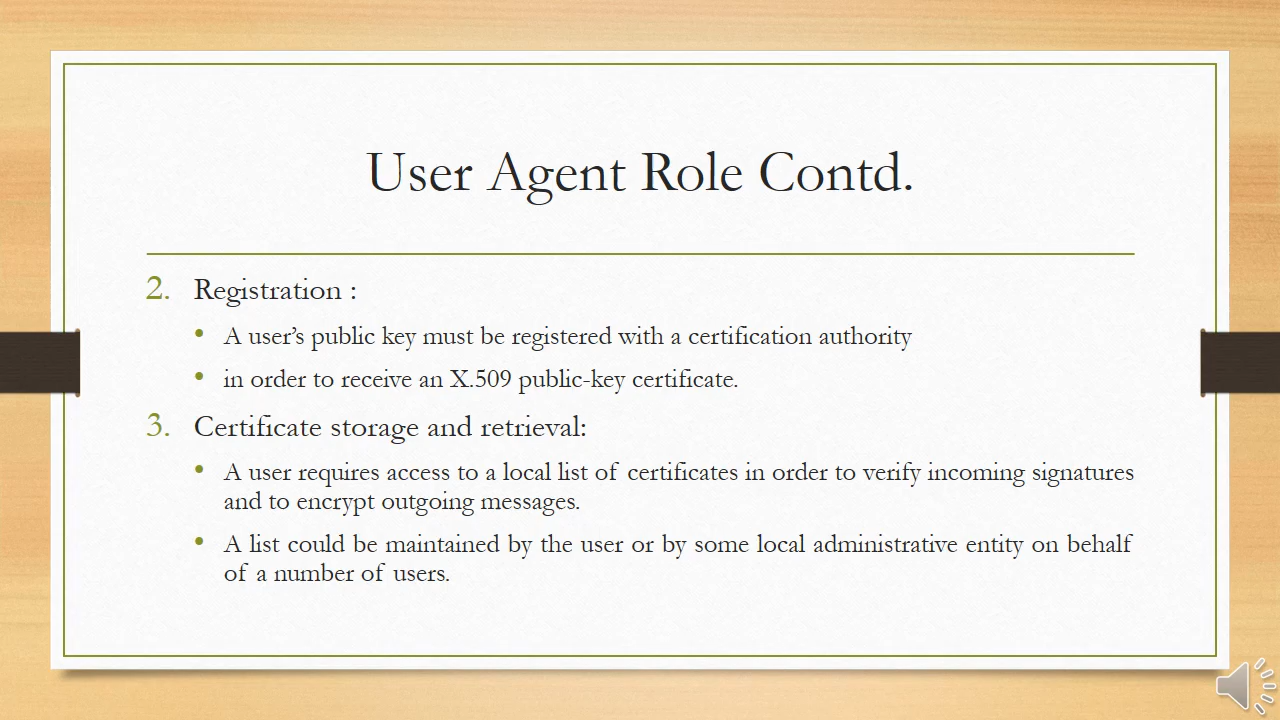 User Agent Role Contd.
2. Registration :
• A user’s public key must be registered with a certification authority
• in order to receive an X.509 public-key certificate.
3. Certificate storage and retrieval:
• A user requires access to a local list of certificates in order to verify incoming signatures
and to encrypt outgoing messages.
• A list could be maintained by the user or by some local administrative entity on behalf
of a number of users.